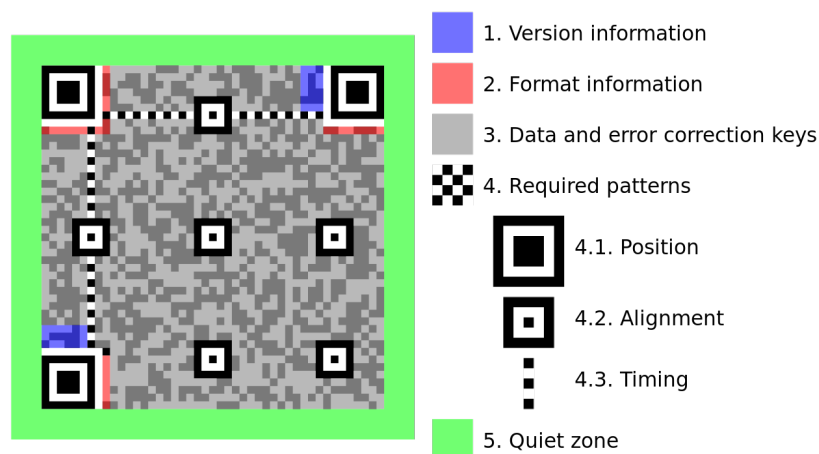 1. Version information
2. Format information
3. Data and error correction keys
4. Required patterns
4.1. Position
4.2. Alignment
4.3. Timing
5. Quiet zone